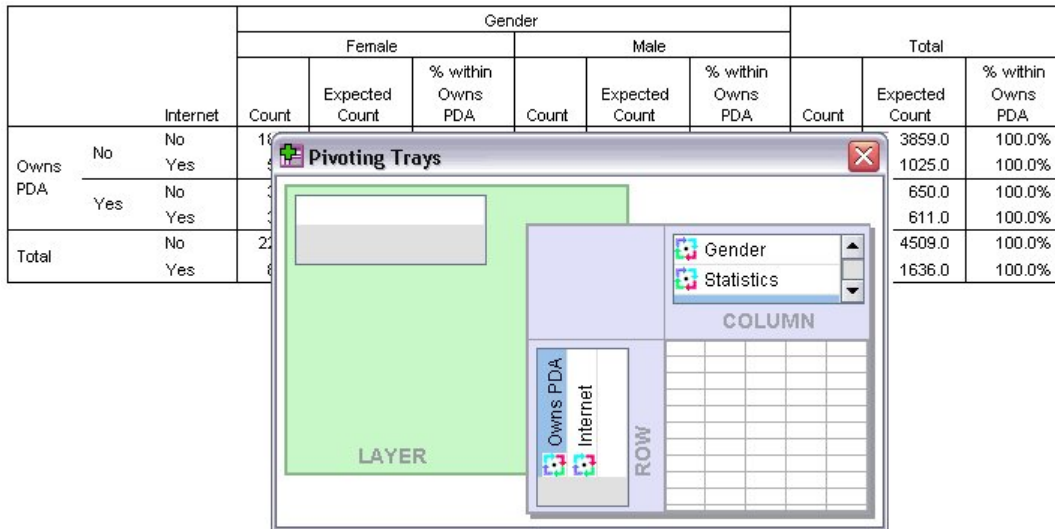 Gender
Female Male Total
Internet Count Expected Count % within Owns PDA Count Expected Count % within Owns PDA Count Expected Count % within Owns PDA
Owns PDA No No 3859.0 100.0%
Yes 1025.0 100.0%
Yes No 650.0 100.0%
Yes 611.0 100.0%
Total No 4509.0 100.0%
Yes 1636.0 100.0%
Pivoting Trays
Gender
Statistics
COLUMN
Owns PDA
Internet
ROW
LAYER